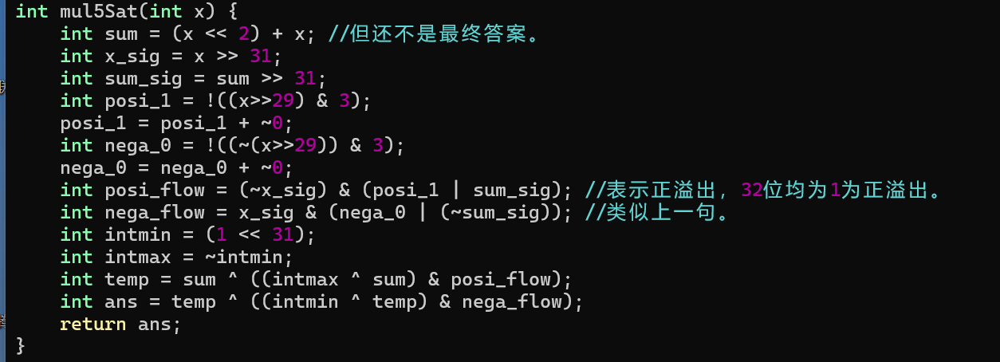 int mul5Sat(int x) {
    int sum = (x << 2) + x; //但还不是最终答案。
    int x_sig = x >> 31;
    int sum_sig = sum >> 31;
    int posi_1 = !((x>>29) & 3);
    posi_1 = posi_1 + ~0;
    int nega_0 = !((~(x>>29)) & 3);
    nega_0 = nega_0 + ~0;
    int posi_flow = (~x_sig) & (posi_1 | sum_sig); //表示正溢出，32位均为1为正溢出。
    int nega_flow = x_sig & (nega_0 | (~sum_sig)); //类似上一句。
    int intmin = (1 << 31);
    int intmax = ~intmin;
    int temp = sum ^ ((intmax ^ sum) & posi_flow);
    int ans = temp ^ ((intmin ^ temp) & nega_flow);
    return ans;
}